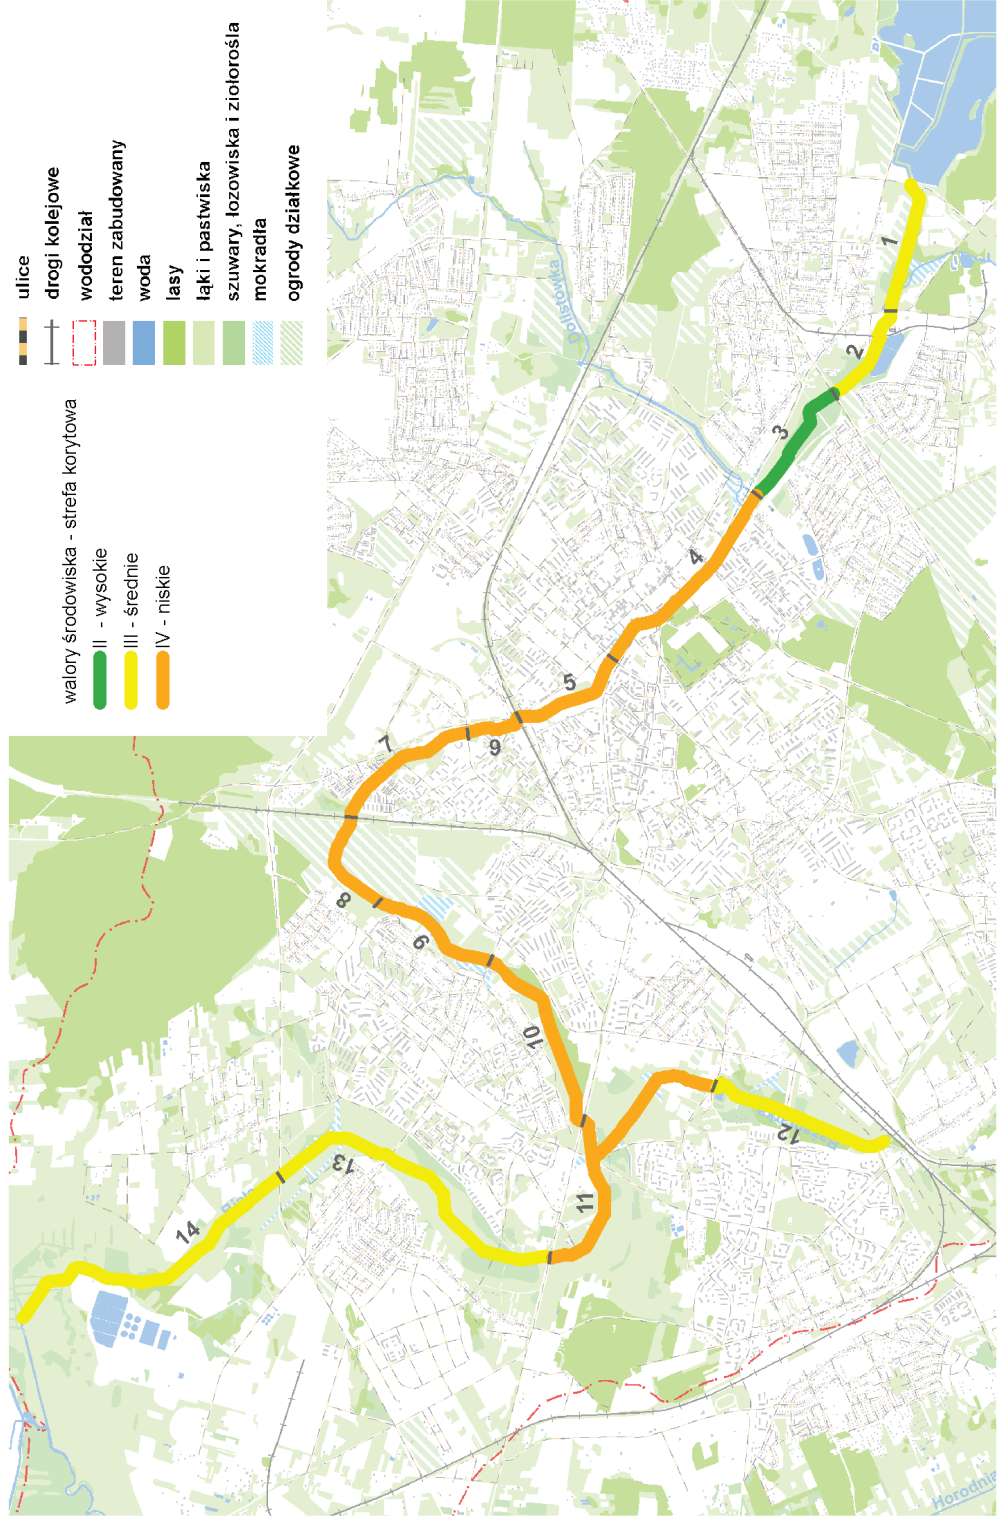 ulice
drogi kolejowe
wododział
teren zabudowany
woda
lasy
łąki i pastwiska
szuwary, łozowiska i ziołorośla
mokradła
ogrody działkowe
walory środowiska - strefa korytowa
II - wysokie
III - średnie
IV - niskie
Dolistówka
1
2
3
4
5
6
7
8
9
10
11
12
13
14